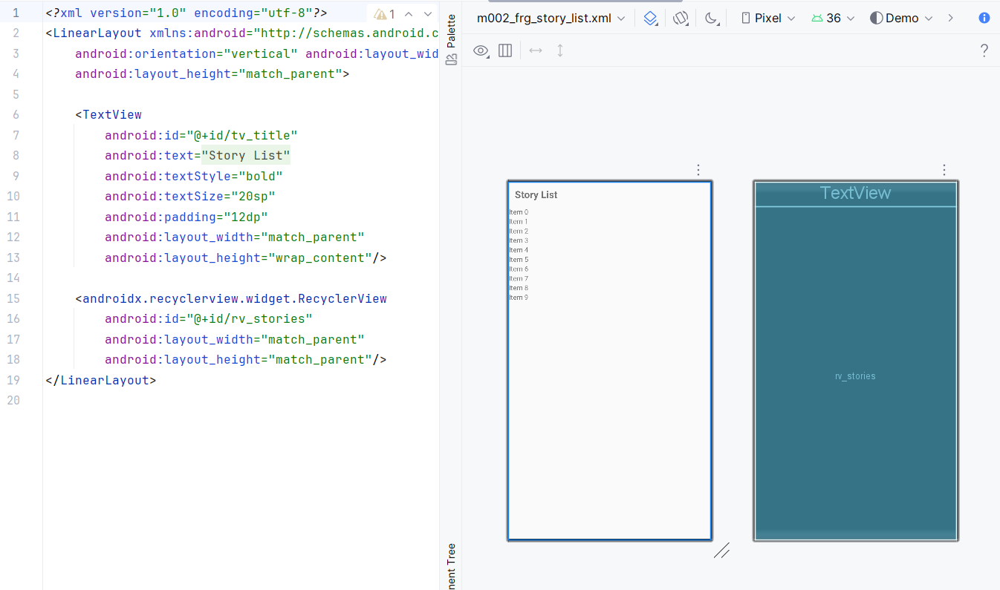 1 <?xml version="1.0" encoding="utf-8"?>
2 <LinearLayout xmlns:android="http://schemas.android.c
3 android:orientation="vertical" android:layout_wid
4 android:layout_height="match_parent">
5
6 <TextView
7 android:id="@+id/tv_title"
8 android:text="Story List"
9 android:textStyle="bold"
10 android:textSize="20sp"
11 android:padding="12dp"
12 android:layout_width="match_parent"
13 android:layout_height="wrap_content"/>
14
15 <androidx.recyclerview.widget.RecyclerView
16 android:id="@+id/rv_stories"
17 android:layout_width="match_parent"
18 android:layout_height="match_parent"/>
19 </LinearLayout>
20
1
Palette
nent Tree
m002_frg_story_list.xml
Pixel
36
Demo
?
Story List
Item 0
Item 1
Item 2
Item 3
Item 4
Item 5
Item 6
Item 7
Item 8
Item 9
TextView
rv_stories